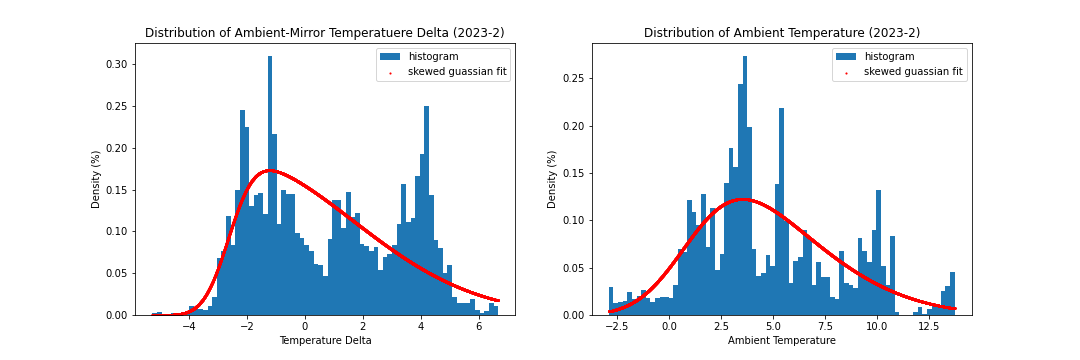 Distribution of Ambient-Mirror Temperatuere Delta (2023-2)
histogram
skewed guassian fit
Density (%)
0.30
0.25
0.20
0.15
0.10
0.05
0.00
−4
−2
0
2
4
6
Temperature Delta
Distribution of Ambient Temperature (2023-2)
histogram
skewed guassian fit
Density (%)
0.25
0.20
0.15
0.10
0.05
0.00
−2.5
0.0
2.5
5.0
7.5
10.0
12.5
Ambient Temperature